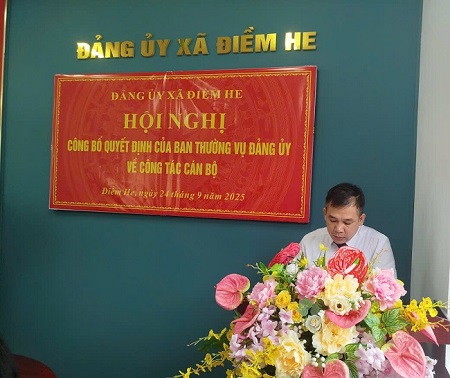 ĐẢNG ỦY XÃ ĐIỀM HE
ĐẢNG ỦY XÃ ĐIỀM HE
HỘI NGHỊ
CÔNG BỐ QUYẾT ĐỊNH CỦA BAN THƯỜNG VỤ ĐẢNG ỦY
VỀ CÔNG TÁC CÁN BỘ
Điềm He, ngày 24 tháng 9 năm 2025